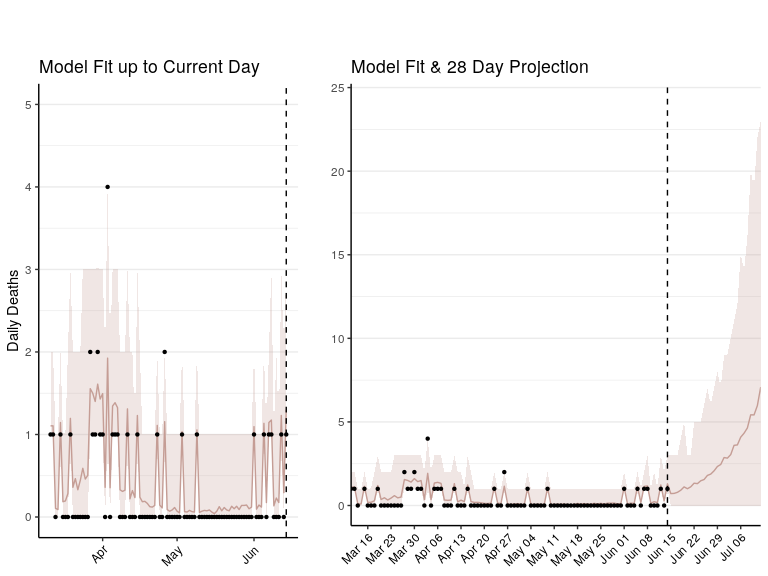 Model Fit up to Current Day
Daily Deaths
5
4
3
2
1
0
Apr
May
Jun
Model Fit & 28 Day Projection
25
20
15
10
5
0
Mar 16
Mar 23
Mar 30
Apr 06
Apr 13
Apr 20
Apr 27
May 04
May 11
May 18
May 25
Jun 01
Jun 08
Jun 15
Jun 22
Jun 29
Jul 06